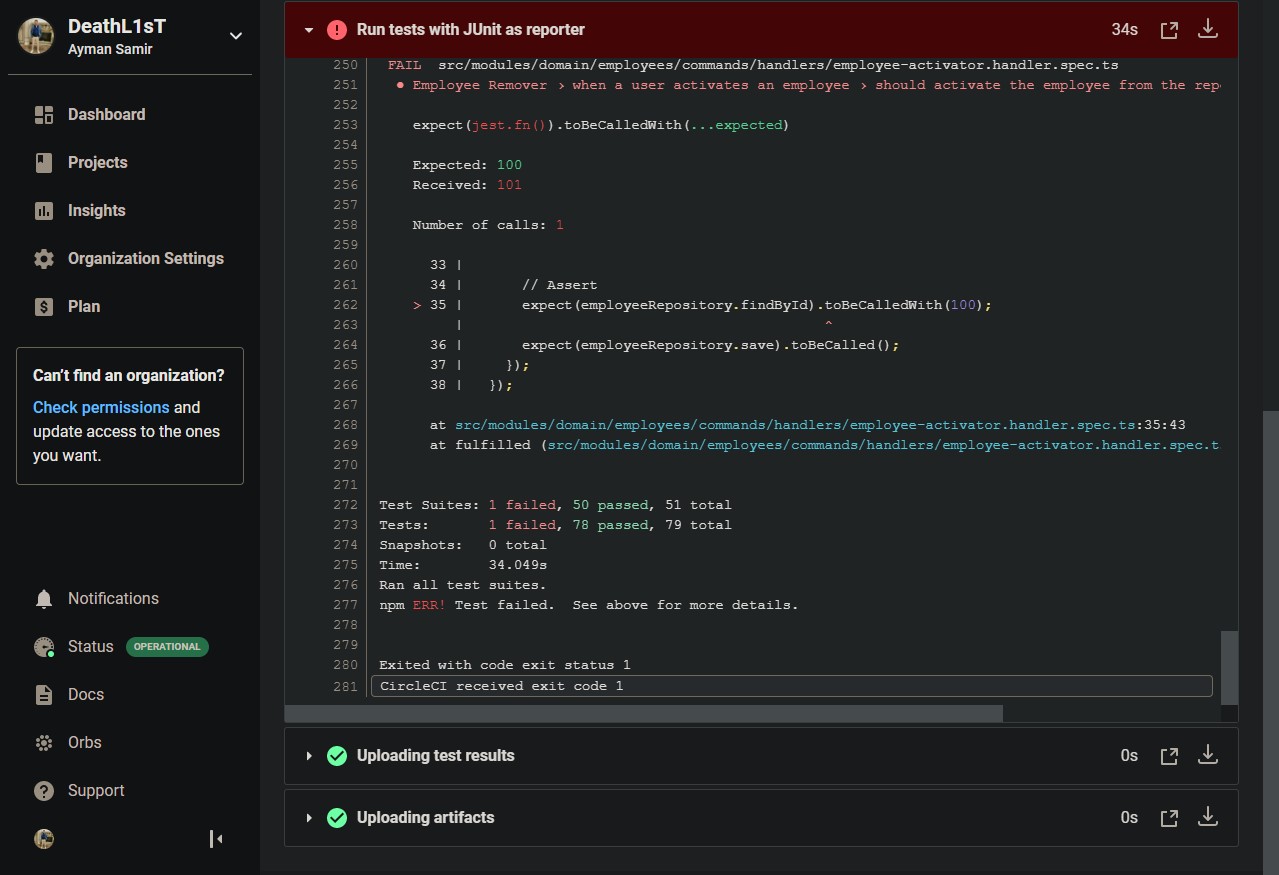 DeathL1sT
Ayman Samir
Dashboard
Projects
Insights
Organization Settings
Plan
Can't find an organization?
Check permissions and
update access to the ones
you want.
Notifications
Status OPERATIONAL
Docs
Orbs
Support
Run tests with JUnit as reporter 34s
250 FAIL src/modules/domain/employees/commands/handlers/employee-activator.handler.spec.ts
251 ● Employee Remover › when a user activates an employee › should activate the employee from the rep
252
253 expect(jest.fn()).toBeCalledWith(...expected)
254
255 Expected: 100
256 Received: 101
257
258 Number of calls: 1
259
260 33 |
261 34 | // Assert
262 > 35 | expect(employeeRepository.findById).toBeCalledWith(100);
263 | ^
264 36 | expect(employeeRepository.save).toBeCalled();
265 37 | });
266 38 | });
267
268 at src/modules/domain/employees/commands/handlers/employee-activator.handler.spec.ts:35:43
269 at fulfilled (src/modules/domain/employees/commands/handlers/employee-activator.handler.spec.t
270
271
272 Test Suites: 1 failed, 50 passed, 51 total
273 Tests: 1 failed, 78 passed, 79 total
274 Snapshots: 0 total
275 Time: 34.049s
276 Ran all test suites.
277 npm ERR! Test failed. See above for more details.
278
279
280 Exited with code exit status 1
281 CircleCI received exit code 1
Uploading test results 0s
Uploading artifacts 0s